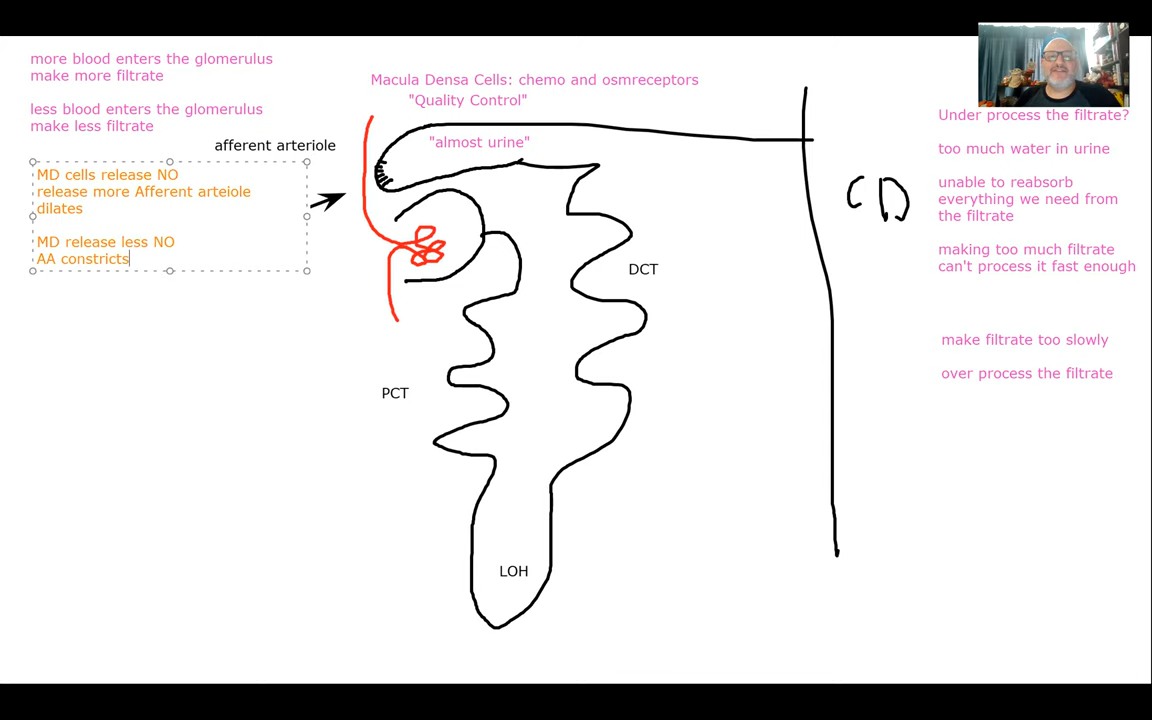 more blood enters the glomerulus
make more filtrate
less blood enters the glomerulus
make less filtrate
afferent arteriole
MD cells release NO
release more Afferent arteiole
dilates
MD release less NO
AA constricts
Macula Densa Cells: chemo and osmreceptors
"Quality Control"
"almost urine"
DCT
PCT
LOH
CD
Under process the filtrate?
too much water in urine
unable to reabsorb
everything we need from
the filtrate
making too much filtrate
can't process it fast enough
make filtrate too slowly
over process the filtrate